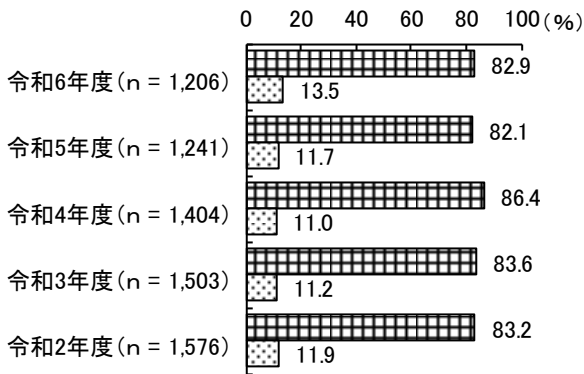 0 20 40 60 80 100(%)
令和6年度(n = 1,206) 82.9
13.5
令和5年度(n = 1,241) 82.1
11.7
令和4年度(n = 1,404) 86.4
11.0
令和3年度(n = 1,503) 83.6
11.2
令和2年度(n = 1,576) 83.2
11.9